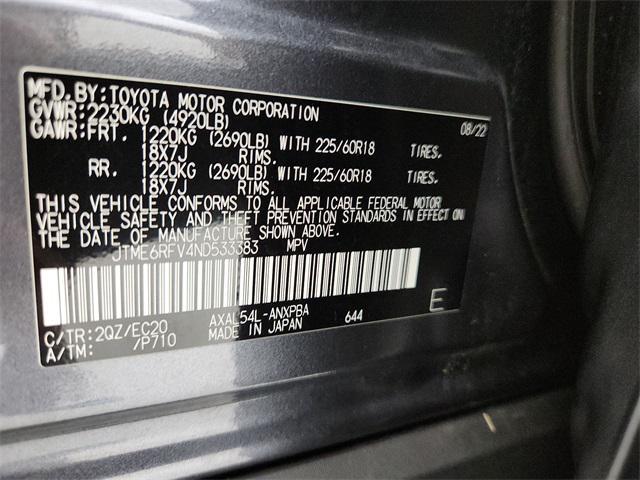 MFD.BY:TOYOTA MOTOR CORPORATION 08/22
GVWR:2230KG (4920LB)
GAWR:FRT. 1220KG (2690LB) WITH 225/60R18 TIRES.
18X7J RIMS.
RR. 1220KG (2690LB) WITH 225/60R18 TIRES.
18X7J RIMS.
THIS VEHICLE CONFORMS TO ALL APPLICABLE FEDERAL MOTOR
VEHICLE SAFETY AND THEFT PREVENTION STANDARDS IN EFFECT ON
THE DATE OF MANUFACTURE SHOWN ABOVE.
JTME6RFV4ND533383 MPV
E
C/TR:2QZ/EC20 AXAL54L-ANXPBA 644
A/TM: /P710 MADE IN JAPAN